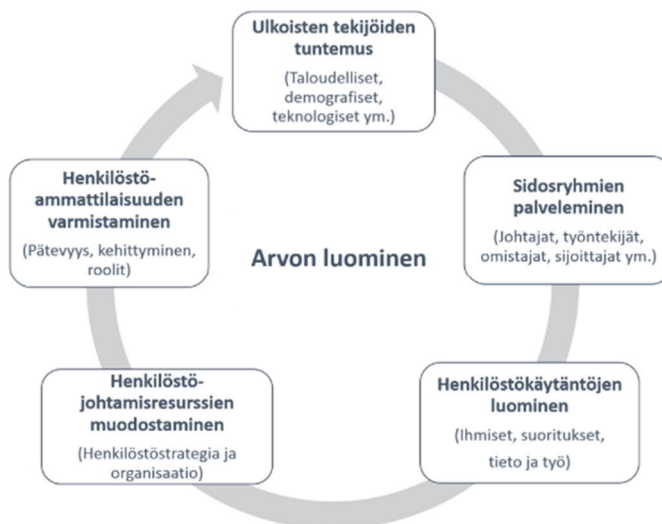 Ulkoisten tekijöiden
tuntemus
(Taloudelliset,
demografiset,
teknologiset ym.)
Sidosryhmien
palveleminen
(Johtajat, työntekijät,
omistajat, sijoittajat ym.)
Henkilöstökäytäntöjen
luominen
(Ihmiset, suoritukset,
tieto ja työ)
Henkilöstö-
johtamisresurssien
muodostaminen
(Henkilöstöstrategia ja
organisaatio)
Henkilöstö-
ammattilaisuuden
varmistaminen
(Pätevyys, kehittyminen,
roolit)
Arvon luominen